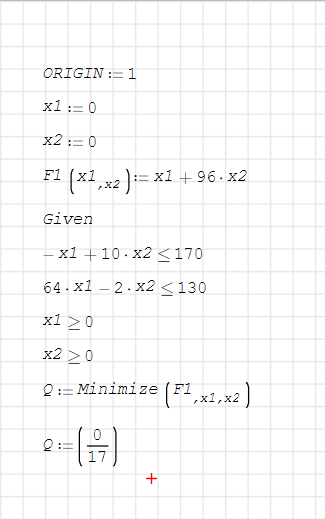 ORIGIN := 1
x1 := 0
x2 := 0
F1 (x1 ,x2) := x1 + 96 · x2
Given
− x1 + 10 · x2 ≤ 170
64 · x1 − 2 · x2 ≤ 130
x1 ≥ 0
x2 ≥ 0
Q := Minimize (F1 ,x1,x2)
Q := (0
17)